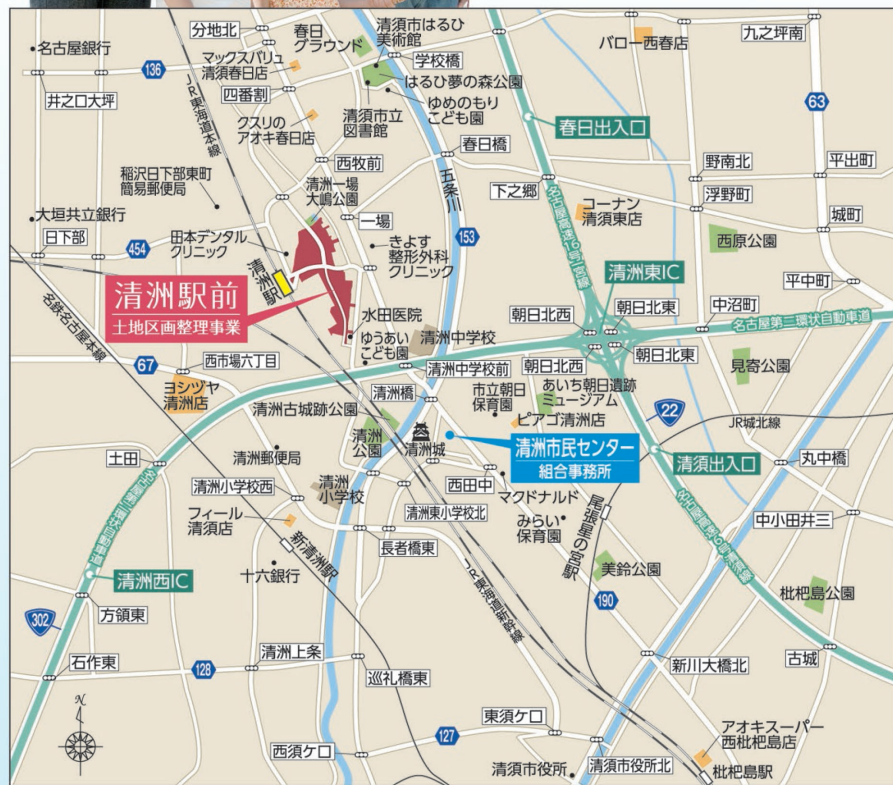 分地北
春日
グラウンド
清須市はるひ
美術館
学校橋
バロー西春店
九之坪南
名古屋銀行
136
マックスバリュ
清須春日店
はるひ夢の森公園
井之口大坪
四番割
JR東海道本線
清須市立
図書館
ゆめのもり
こども園
63
クスリの
アオキ春日店
春日出入口
西牧前
春日橋
稲沢日下部東町
簡易郵便局
清洲一場
大嶋公園
五条川
下之郷
野南北
平出町
大垣共立銀行
一場
コーナン
清須東店
浮野町
城町
日下部
454
田本デンタル
クリニック
きよす
整形外科
クリニック
153
名古屋高速16号一宮線
西原公園
清洲駅
清洲東IC
平中町
清洲駅前
土地区画整理事業
水田医院
朝日北西
朝日北東
中沼町
名古屋第二環状自動車道
名鉄名古屋本線
ゆうあい
こども園
清洲中学校
朝日北西
朝日北東
67
西市場六丁目
清洲中学校前
見寄公園
ヨシヅヤ
清洲店
清洲橋
市立朝日
保育園
あいち朝日遺跡
ミュージアム
22
清洲古城跡公園
ピアゴ清洲店
JR城北線
清洲
公園
清洲城
清洲市民センター
組合事務所
清須出入口
土田
清洲郵便局
丸中橋
名古屋第二環状自動車道
清洲小学校西
清洲
小学校
西田中
マクドナルド
フィール
清須店
清洲東小学校北
みらい
保育園
尾張星の宮駅
名古屋高速6号清須線
中小田井三
新清洲駅
長者橋東
清洲西IC
十六銀行
JR東海道新幹線
美鈴公園
方領東
190
枇杷島公園
302
石作東
128
清洲上条
巡礼橋東
新川大橋北
古城
N
東須ケ口
127
西須ケ口
アオキスーパー
西枇杷島店
清須市役所
清須市役所北
枇杷島駅